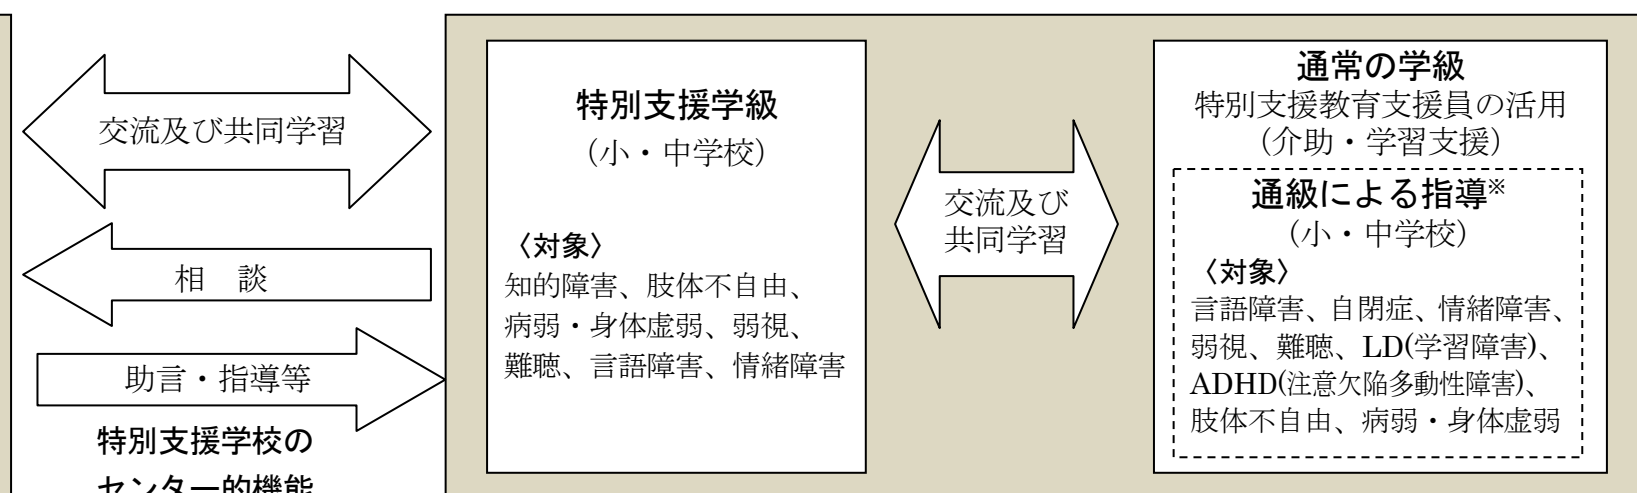 交流及び共同学習
相　談
助言・指導等
特別支援学校の
センター的機能
特別支援学級
（小・中学校）
〈対象〉
知的障害、肢体不自由、
病弱・身体虚弱、弱視、
難聴、言語障害、情緒障害
交流及び
共同学習
通常の学級
特別支援教育支援員の活用
（介助・学習支援）
通級による指導※
（小・中学校）
〈対象〉
言語障害、自閉症、情緒障害、
弱視、難聴、LD(学習障害)、
ADHD(注意欠陥多動性障害)、
肢体不自由、病弱・身体虚弱